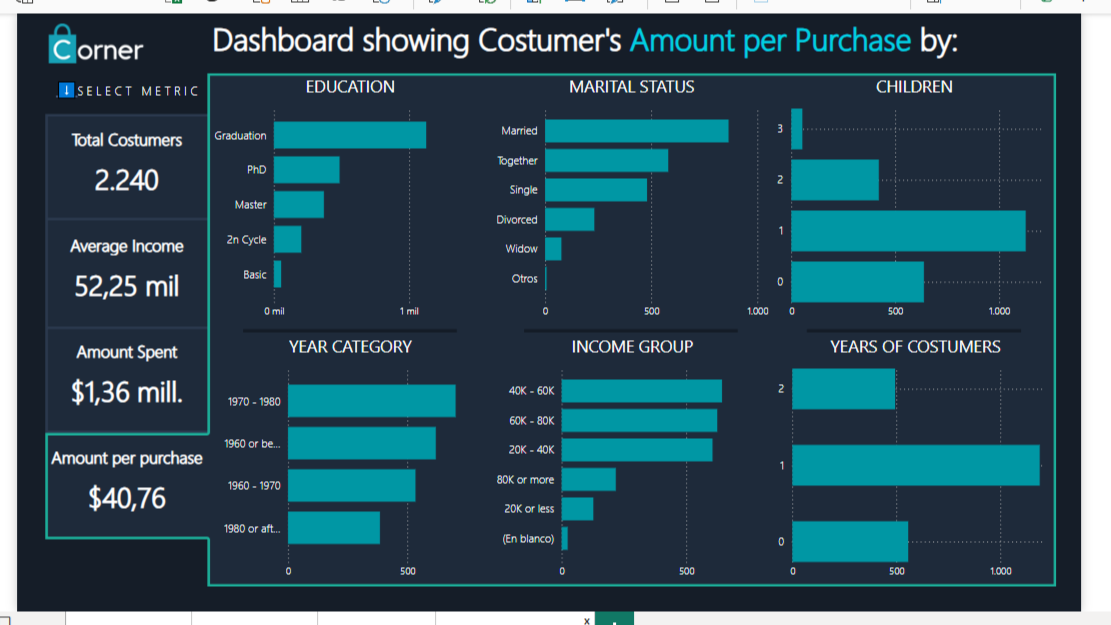 Corner
Dashboard showing Costumer's Amount per Purchase by:
SELECT METRIC
Total Costumers
2.240
Average Income
52,25 mil
Amount Spent
$1,36 mill.
Amount per purchase
$40,76
EDUCATION
Graduation
PhD
Master
2n Cycle
Basic
0 mil
1 mil
MARITAL STATUS
Married
Together
Single
Divorced
Widow
Otros
0
500
1.000
CHILDREN
3
2
1
0
0
500
1.000
YEAR CATEGORY
1970 - 1980
1960 or be...
1960 - 1970
1980 or aft...
0
500
INCOME GROUP
40K - 60K
60K - 80K
20K - 40K
80K or more
20K or less
(En blanco)
0
500
YEARS OF COSTUMERS
2
1
0
0
500
1.000
x